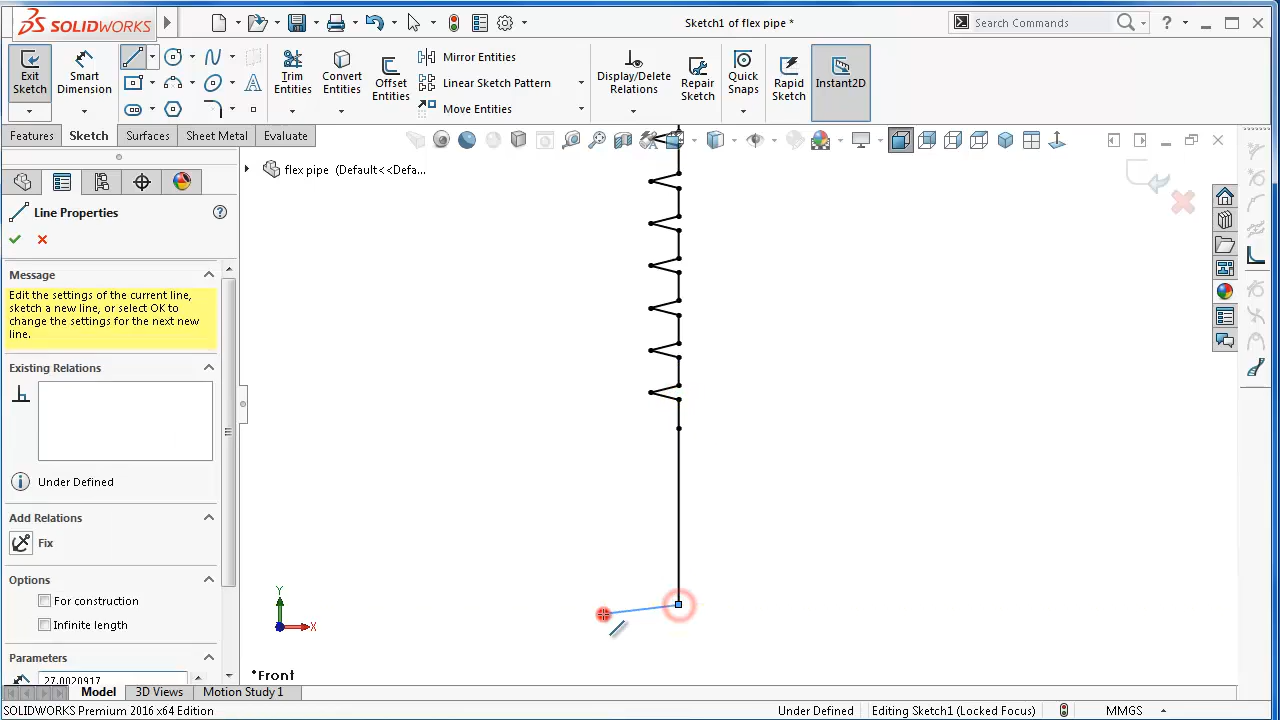 SOLIDWORKS
Sketch1 of flex pipe *
Search Commands
Exit Sketch
Smart Dimension
Trim Entities
Convert Entities
Offset Entities
Mirror Entities
Linear Sketch Pattern
Move Entities
Display/Delete Relations
Repair Sketch
Quick Snaps
Rapid Sketch
Instant2D
Features
Sketch
Surfaces
Sheet Metal
Evaluate
flex pipe (Default<<Defa...
Line Properties
Message
Edit the settings of the current line,
sketch a new line, or select OK to
change the settings for the next new
line.
Existing Relations
Under Defined
Add Relations
Fix
Options
For construction
Infinite length
Parameters
27.0020917
Y
X
*Front
Model
3D Views
Motion Study 1
SOLIDWORKS Premium 2016 x64 Edition
Under Defined
Editing Sketch1 (Locked Focus)
MMGS